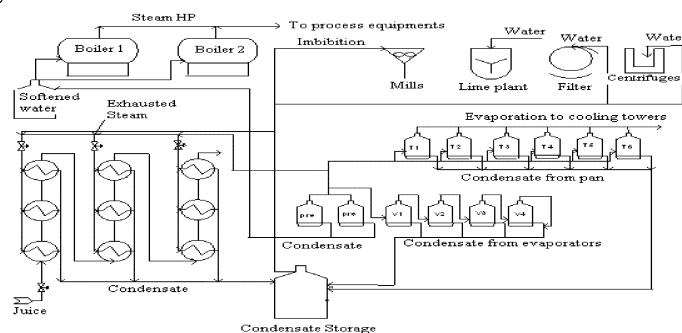 Steam HP
To process equipments
Boiler 1
Boiler 2
Imbibition
Water
Water
Wate
Mills
Lime plant
Filter
Centrifuges
Softened
water
Exhausted
Steam
Evaporation to cooling towers
T1
T2
T3
T4
T5
T6
Condensate from pan
pre
pre
V1
V2
V3
V4
Condensate
Condensate from evaporators
Condensate
Juice
Condensate Storage